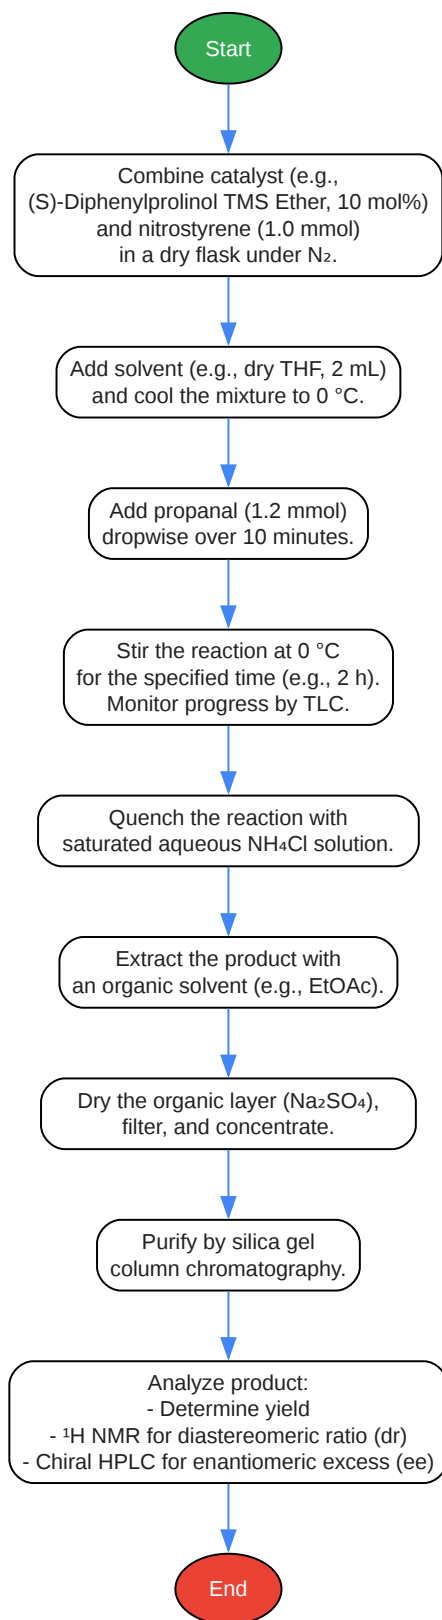 Start
Combine catalyst (e.g.,
(S)-Diphenylprolinol TMS Ether, 10 mol%)
and nitrostyrene (1.0 mmol)
in a dry flask under N₂.
Add solvent (e.g., dry THF, 2 mL)
and cool the mixture to 0 °C.
Add propanal (1.2 mmol)
dropwise over 10 minutes.
Stir the reaction at 0 °C
for the specified time (e.g., 2 h).
Monitor progress by TLC.
Quench the reaction with
saturated aqueous NH₄Cl solution.
Extract the product with
an organic solvent (e.g., EtOAc).
Dry the organic layer (Na₂SO₄),
filter, and concentrate.
Purify by silica gel
column chromatography.
Analyze product:
- Determine yield
- ¹H NMR for diastereomeric ratio (dr)
- Chiral HPLC for enantiomeric excess (ee)
End